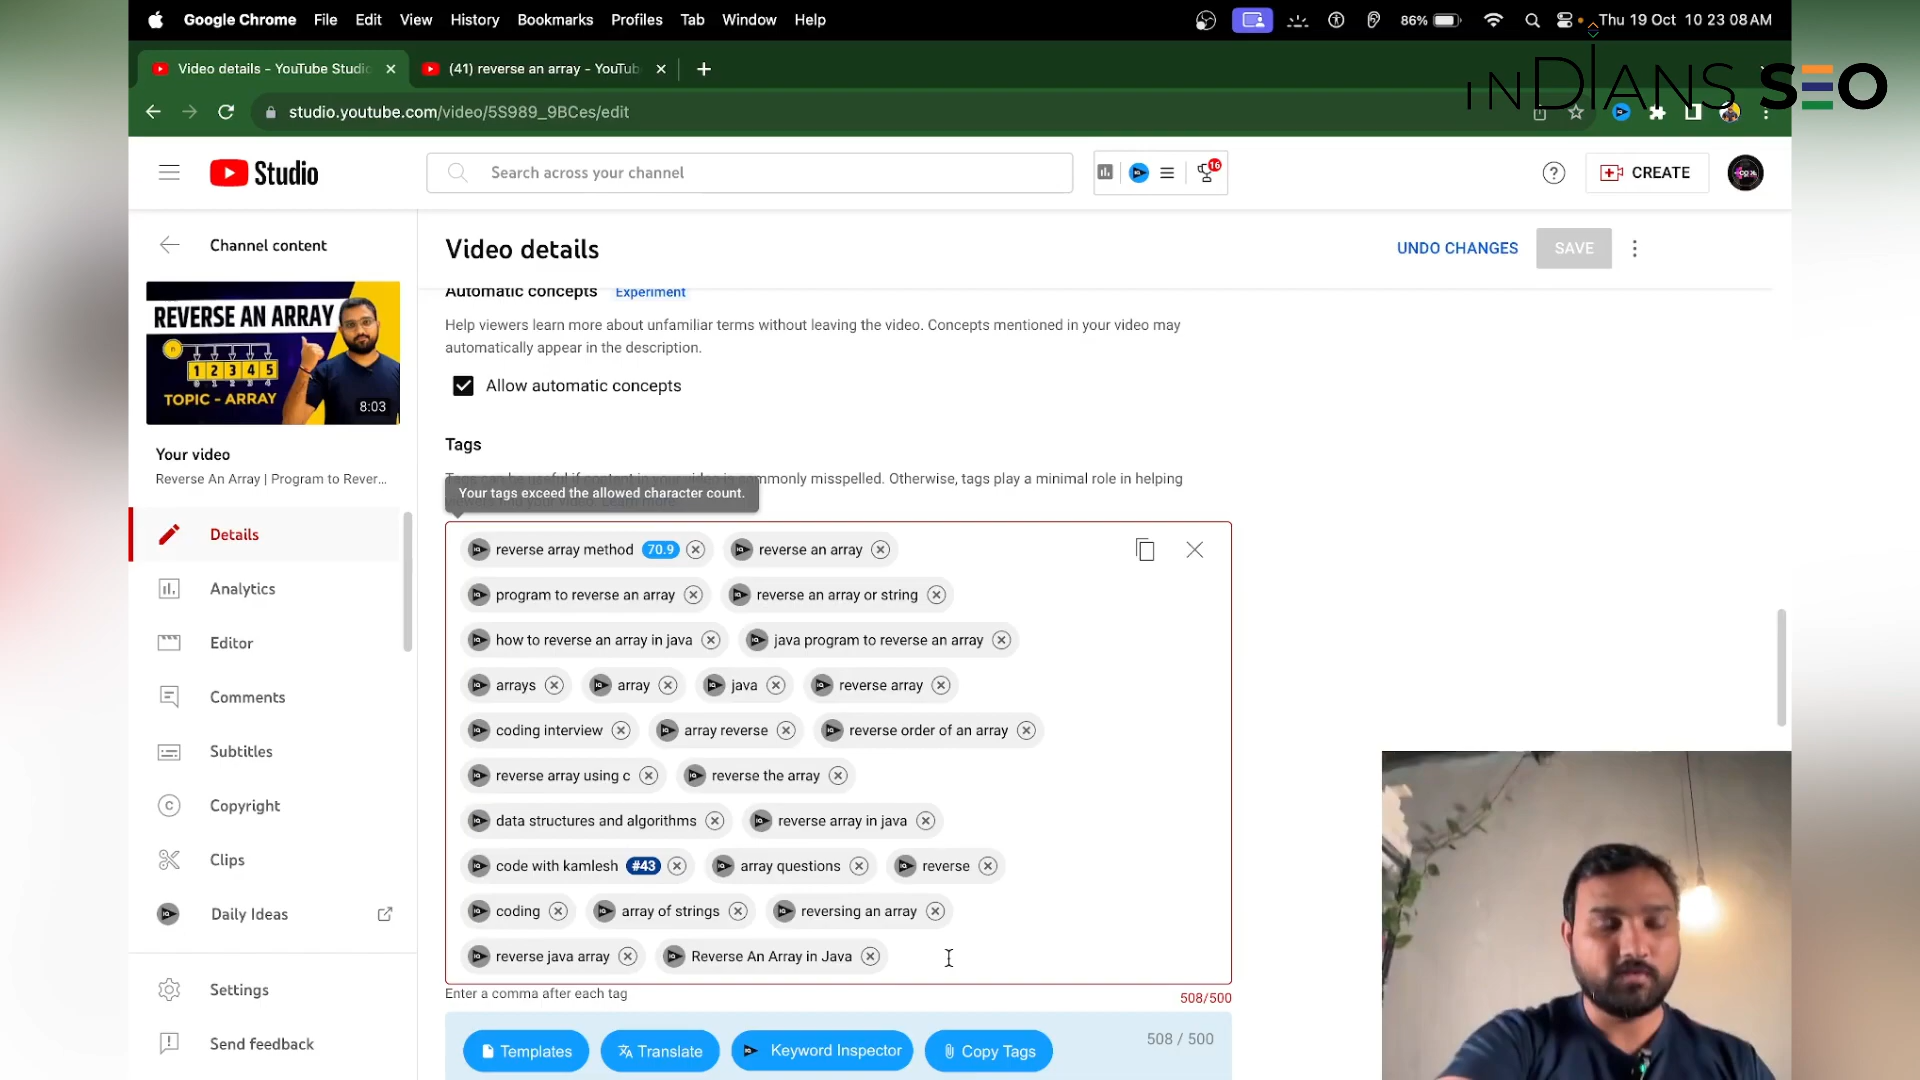 Google Chrome File Edit View History Bookmarks Profiles Tab Window Help 86% Thu 19 Oct 10 23 08 AM
Video details - YouTube Studio (41) reverse an array - YouTub
iNDIANS SEO
studio.youtube.com/video/5S989_9BCes/edit
Studio Search across your channel 16 CREATE
Channel content
Video details UNDO CHANGES SAVE
Automatic concepts Experiment
Help viewers learn more about unfamiliar terms without leaving the video. Concepts mentioned in your video may
automatically appear in the description.
Allow automatic concepts
REVERSE AN ARRAY
1 2 3 4 5
TOPIC - ARRAY
8:03
Your video
Reverse An Array | Program to Rever...
Details
Analytics
Editor
Comments
Subtitles
Copyright
Clips
Daily Ideas
Settings
Send feedback
Tags
commonly misspelled. Otherwise, tags play a minimal role in helping
Your tags exceed the allowed character count.
reverse array method 70.9 reverse an array
program to reverse an array reverse an array or string
how to reverse an array in java java program to reverse an array
arrays array java reverse array
coding interview array reverse reverse order of an array
reverse array using c reverse the array
data structures and algorithms reverse array in java
code with kamlesh #43 array questions reverse
coding array of strings reversing an array
reverse java array Reverse An Array in Java
Enter a comma after each tag 508/500
Templates Translate Keyword Inspector Copy Tags 508 / 500